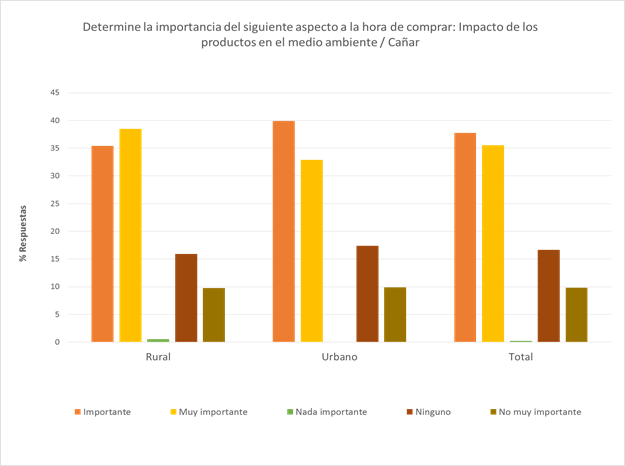 Determine la importancia del siguiente aspecto a la hora de comprar: Impacto de los
productos en el medio ambiente / Cañar
45
40
35
30
25
20
15
10
5
0
% Respuestas
Rural Urbano Total
Importante Muy importante Nada importante Ninguno No muy importante